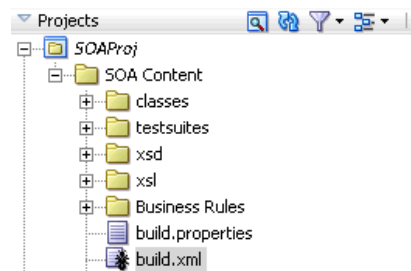 Projects
SOAProj
SOA Content
classes
testsuites
xsd
xsl
Business Rules
build.properties
build.xml